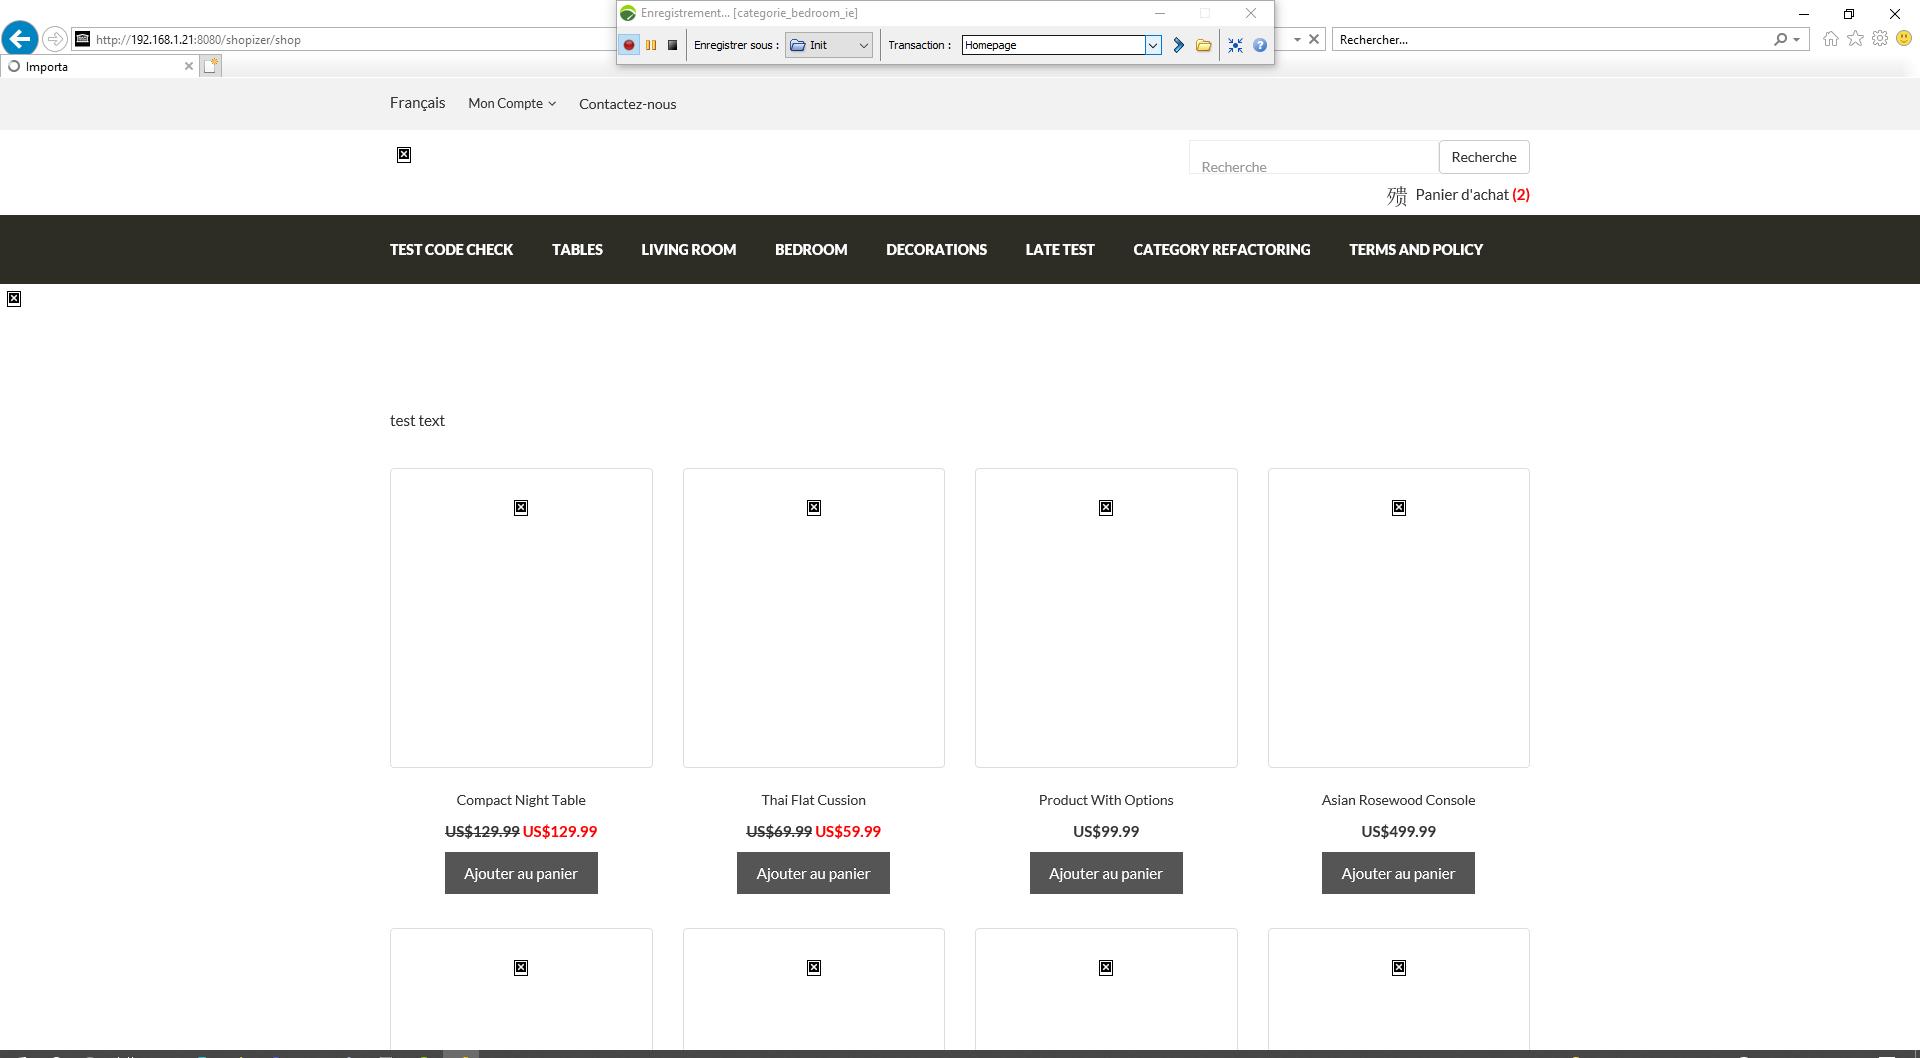 Enregistrement... [categorie_bedroom_ie]
http://192.168.1.21:8080/shopizer/shop
Enregistrer sous : Init Transaction : Homepage
Rechercher...
Importa
Français Mon Compte Contactez-nous
Recherche Recherche
Panier d'achat (2)
TEST CODE CHECK TABLES LIVING ROOM BEDROOM DECORATIONS LATE TEST CATEGORY REFACTORING TERMS AND POLICY
test text
Compact Night Table Thai Flat Cussion Product With Options Asian Rosewood Console
US$129.99 US$129.99 US$69.99 US$59.99 US$99.99 US$499.99
Ajouter au panier Ajouter au panier Ajouter au panier Ajouter au panier